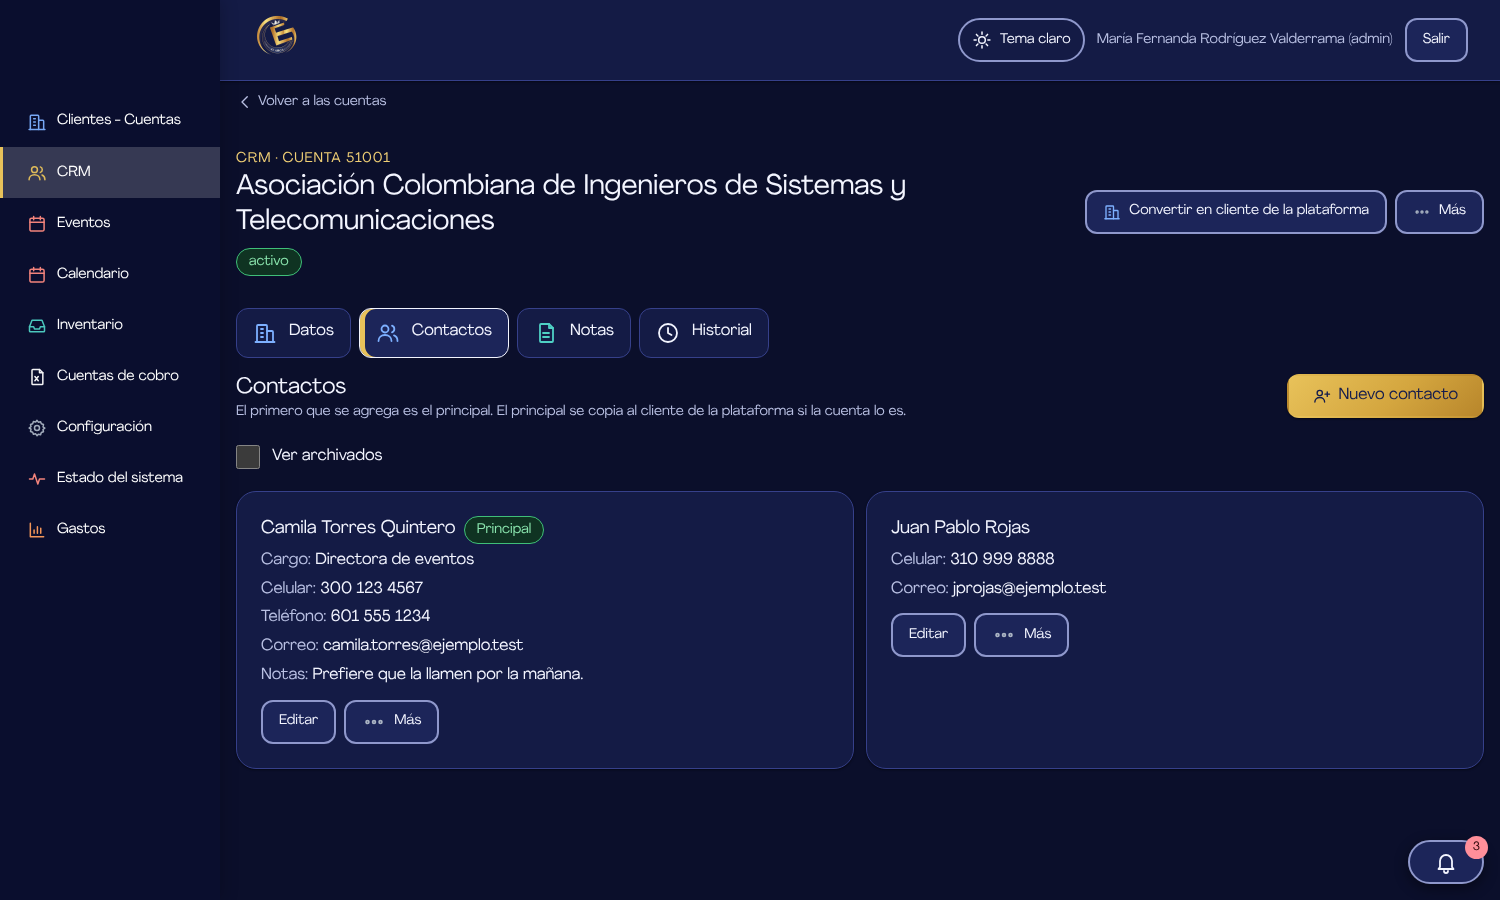 Tema claro
María Fernanda Rodríguez Valderrama (admin)
Salir
Clientes - Cuentas
CRM
Eventos
Calendario
Inventario
Cuentas de cobro
Configuración
Estado del sistema
Gastos
Volver a las cuentas
CRM · CUENTA 51001
Asociación Colombiana de Ingenieros de Sistemas y
Telecomunicaciones
activo
Convertir en cliente de la plataforma
Más
Datos
Contactos
Notas
Historial
Contactos
El primero que se agrega es el principal. El principal se copia al cliente de la plataforma si la cuenta lo es.
Nuevo contacto
Ver archivados
Camila Torres Quintero
Principal
Cargo: Directora de eventos
Celular: 300 123 4567
Teléfono: 601 555 1234
Correo: camila.torres@ejemplo.test
Notas: Prefiere que la llamen por la mañana.
Editar
Más
Juan Pablo Rojas
Celular: 310 999 8888
Correo: jprojas@ejemplo.test
Editar
Más
3